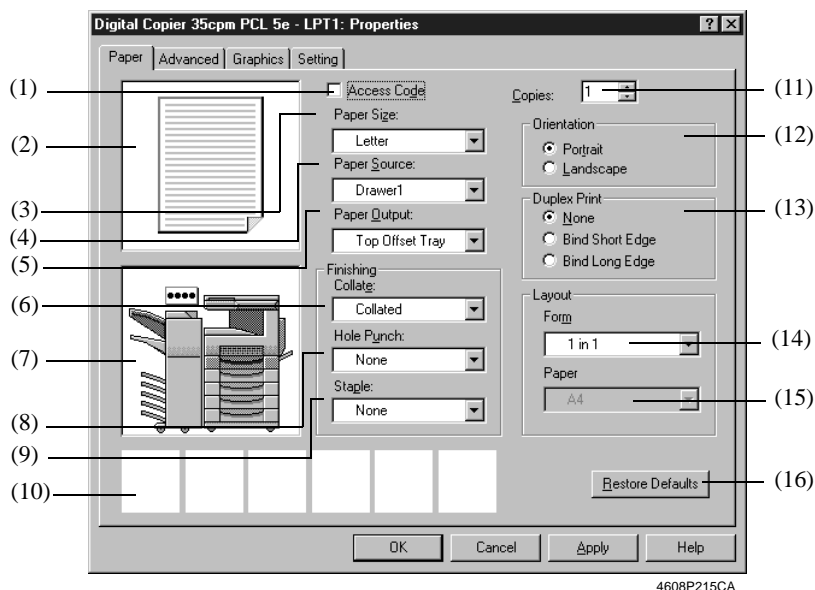 Digital Copier 35cpm PCL 5e - LPT1: Properties
Paper Advanced Graphics Setting
(1)
Access Code
Copies: 1
(11)
(2)
Paper Size:
Letter
Orientation
Portrait
Landscape
(12)
(3)
Paper Source:
Drawer1
(4)
Paper Output:
Top Offset Tray
(5)
Duplex Print
None
Bind Short Edge
Bind Long Edge
(13)
Finishing
Collate:
Collated
(6)
Hole Punch:
None
(7)
(8)
Staple:
None
(9)
Layout
Form
1 in 1
(14)
Paper
A4
(15)
(10)
Restore Defaults
(16)
OK Cancel Apply Help
4608P215CA